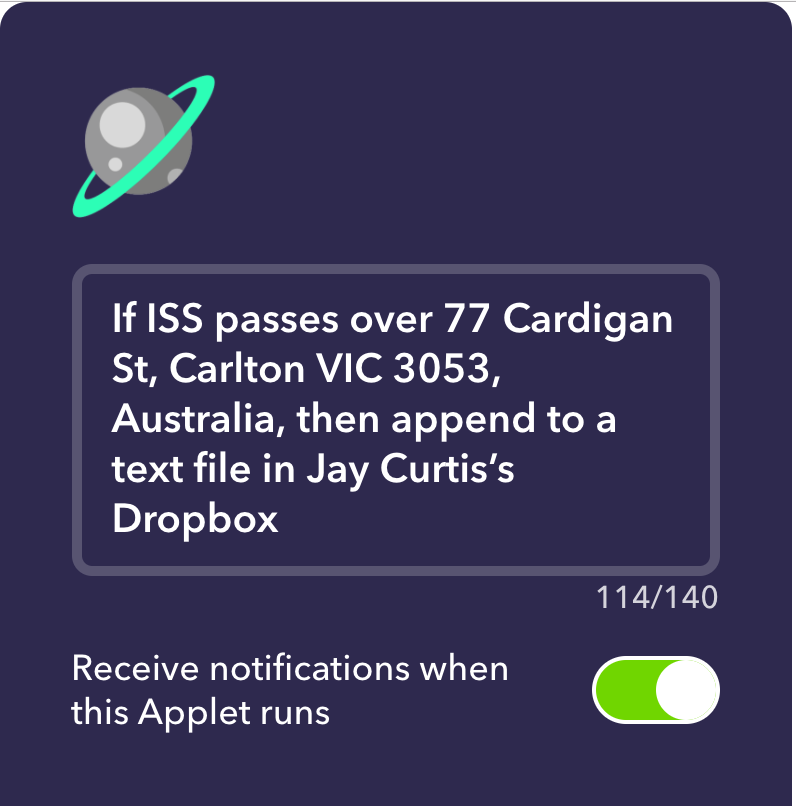 If ISS passes over 77 Cardigan
St, Carlton VIC 3053,
Australia, then append to a
text file in Jay Curtis’s
Dropbox
114/140
Receive notifications when
this Applet runs